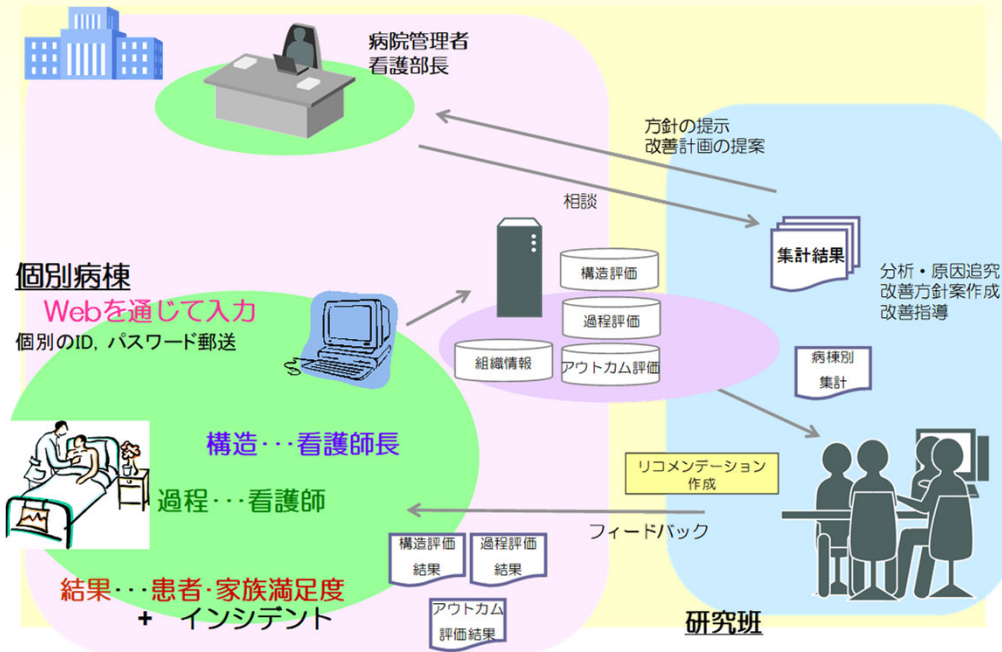 病院管理者
看護部長
方針の提示
改善計画の提案
相談
集計結果
分析・原因追究
改善方針案作成
改善指導
個別病棟
Webを通じて入力
個別のID, パスワード郵送
構造評価
過程評価
組織情報
アウトカム評価
病棟別
集計
構造･･･看護師長
過程･･･看護師
結果･･･患者･家族満足度
+ インシデント
リコメンデーション
作成
フィードバック
構造評価
結果
過程評価
結果
アウトカム
評価結果
研究班